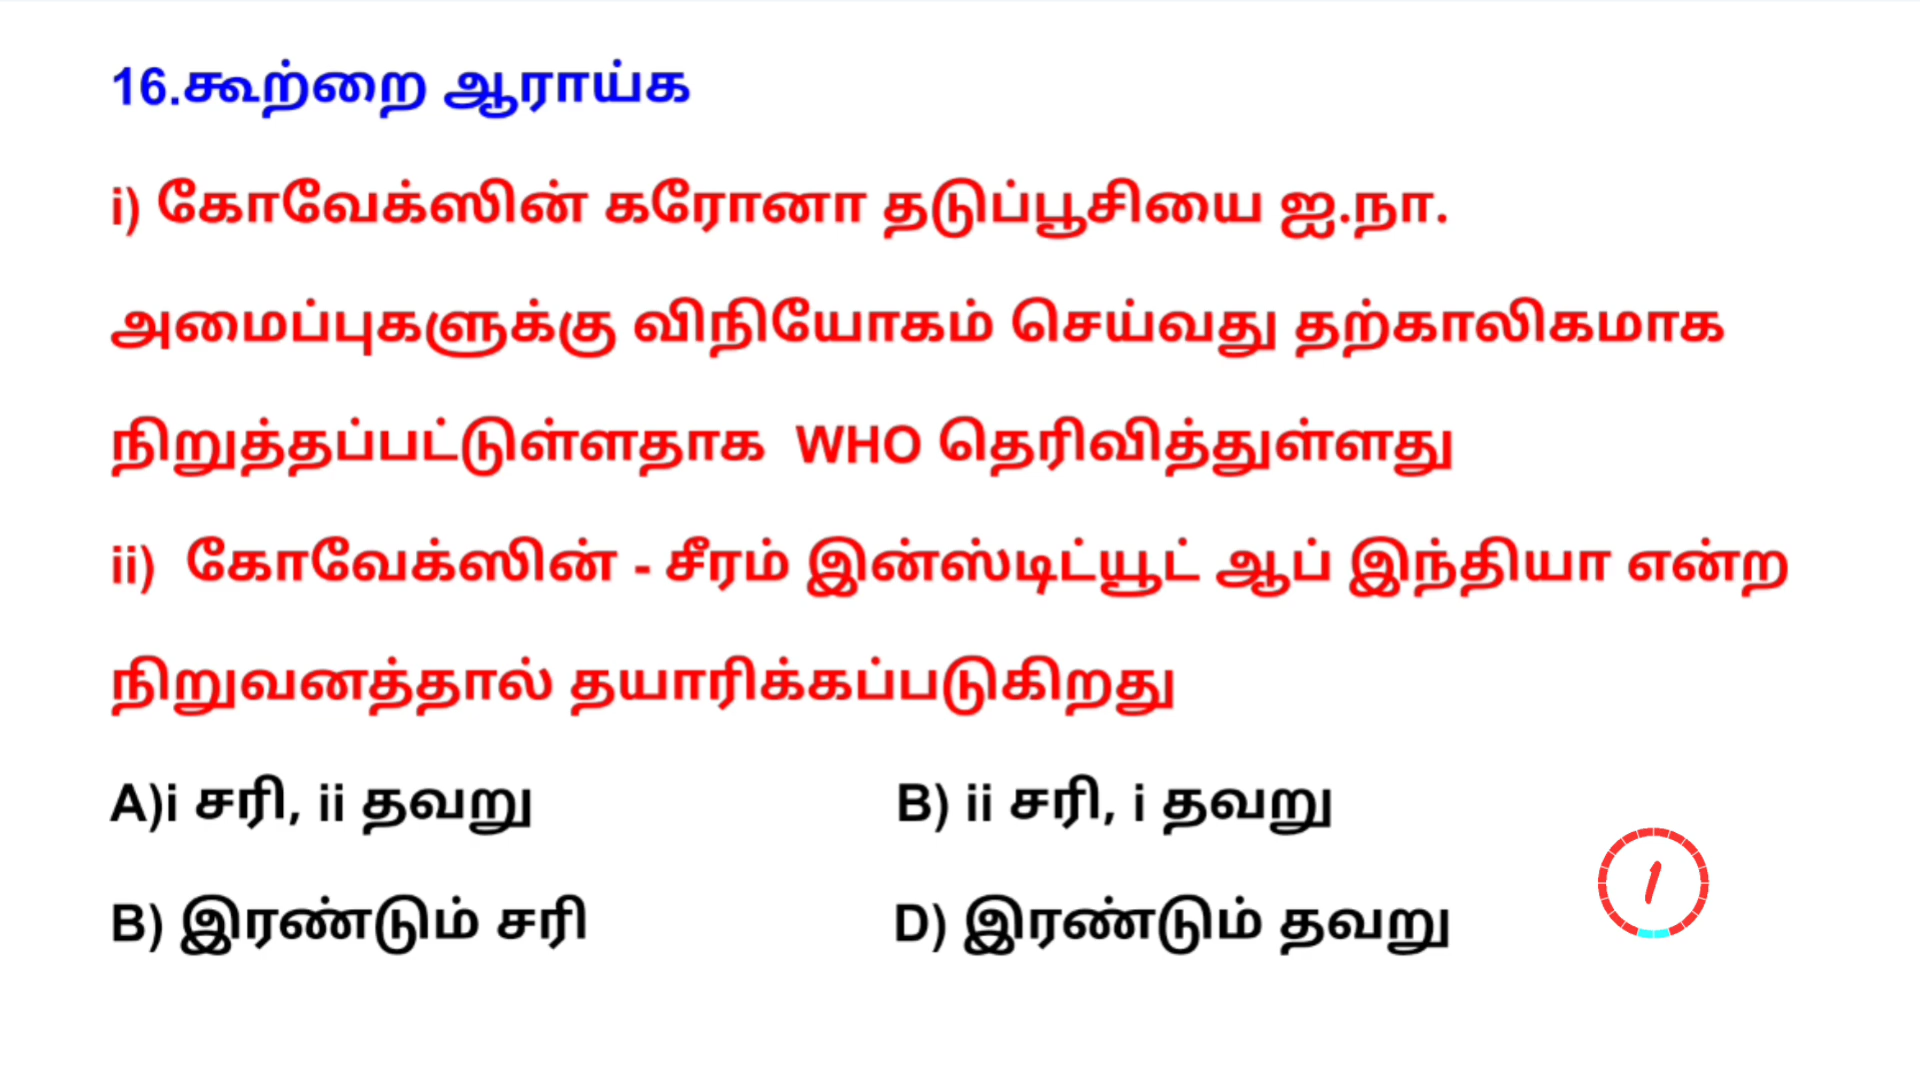 16.கூற்றை ஆராய்க
i) கோவேக்ஸின் கரோனா தடுப்பூசியை ஐ.நா.
அமைப்புகளுக்கு விநியோகம் செய்வது தற்காலிகமாக
நிறுத்தப்பட்டுள்ளதாக WHO தெரிவித்துள்ளது
ii) கோவேக்ஸின் - சீரம் இன்ஸ்டிட்யூட் ஆப் இந்தியா என்ற
நிறுவனத்தால் தயாரிக்கப்படுகிறது
A)i சரி, ii தவறு B) ii சரி, i தவறு
B) இரண்டும் சரி D) இரண்டும் தவறு
1